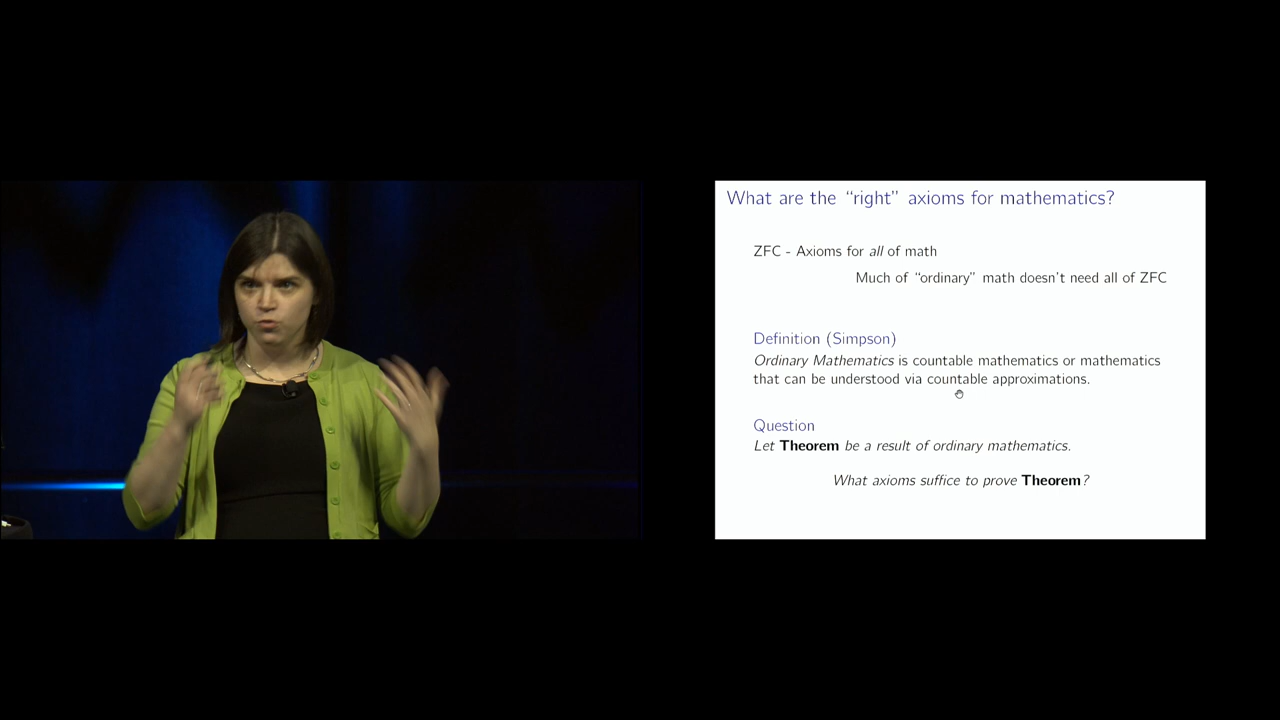 What are the “right” axioms for mathematics?
ZFC - Axioms for all of math
Much of “ordinary” math doesn't need all of ZFC
Definition (Simpson)
Ordinary Mathematics is countable mathematics or mathematics
that can be understood via countable approximations.
Question
Let Theorem be a result of ordinary mathematics.
What axioms suffice to prove Theorem?